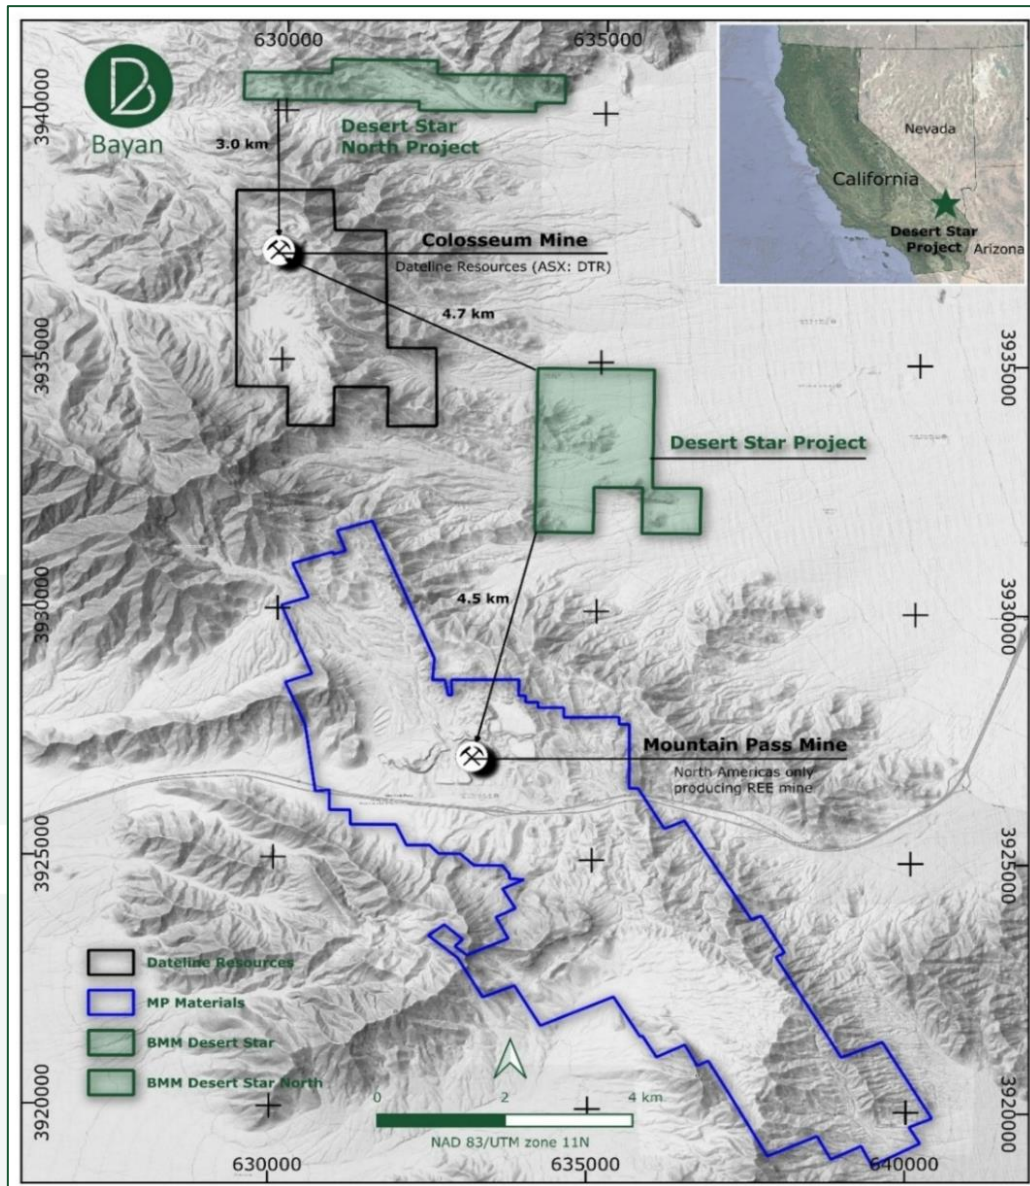 630000
635000
3940000
Bayan
Desert Star
North Project
3.0 km
Nevada
California
Desert Star
Project
Arizona
Colosseum Mine
Dateline Resources (ASX: DTR)
4.7 km
3935000
3935000
Desert Star Project
4.5 km
3930000
3930000
Mountain Pass Mine
North Americas only
producing REE mine
3925000
3925000
Dateline Resources
MP Materials
BMM Desert Star
BMM Desert Star North
0
2
4 km
NAD 83/UTM zone 11N
3920000
3920000
630000
635000
640000